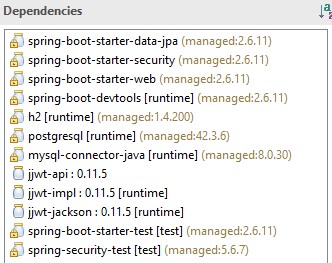 Dependencies
spring-boot-starter-data-jpa (managed:2.6.11)
spring-boot-starter-security (managed:2.6.11)
spring-boot-starter-web (managed:2.6.11)
spring-boot-devtools [runtime] (managed:2.6.11)
h2 [runtime] (managed:1.4.200)
postgresql [runtime] (managed:42.3.6)
mysql-connector-java [runtime] (managed:8.0.30)
jjwt-api : 0.11.5
jjwt-impl : 0.11.5 [runtime]
jjwt-jackson : 0.11.5 [runtime]
spring-boot-starter-test [test] (managed:2.6.11)
spring-security-test [test] (managed:5.6.7)